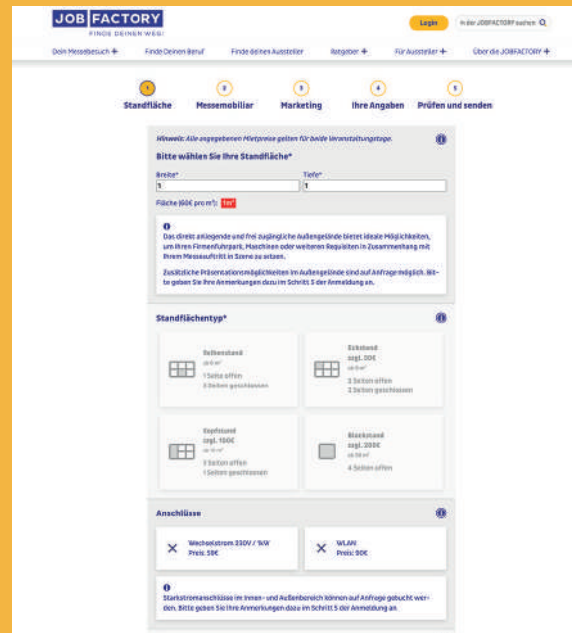 JOB FACTORY
FINDE DEINEN WEG!
Login
In der JOBFACTORY suchen
Dein Messebesuch +
Finde Deinen Beruf
Finde deinen Aussteller
Ratgeber +
Für Aussteller +
Über die JOBFACTORY +
1
2
3
4
5
Standfläche
Messemobiliar
Marketing
Ihre Angaben
Prüfen und senden
Hinweis: Alle angegebenen Mietpreise gelten für beide Veranstaltungstage.
Bitte wählen Sie Ihre Standfläche*
Breite*
Tiefe*
1
1
Fläche (60€ pro m²): 1m²
Das direkt anliegende und frei zugängliche Außengelände bietet ideale Möglichkeiten,
um Ihren Firmenfuhrpark, Maschinen oder weiteren Requisiten in Zusammenhang mit
Ihrem Messeauftritt in Szene zu setzen.
Zusätzliche Präsentationsmöglichkeiten im Außengelände sind auf Anfrage möglich. Bit-
te geben Sie Ihre Anmerkungen dazu im Schritt 5 der Anmeldung an.
Standflächentyp*
Reihenstand
1 Seite offen
3 Seiten geschlossen
Eckstand
zzgl. 50€
2 Seiten offen
2 Seiten geschlossen
Kopfstand
zzgl. 100€
3 Seiten offen
1 Seiten geschlossen
Blockstand
zzgl. 200€
4 Seiten offen
Anschlüsse
Wechselstrom 230V / 1kW
Preis: 59€
WLAN
Preis: 90€
Starkstromanschlüsse im Innen- und Außenbereich können auf Anfrage gebucht wer-
den. Bitte geben Sie Ihre Anmerkungen dazu im Schritt 5 der Anmeldung an